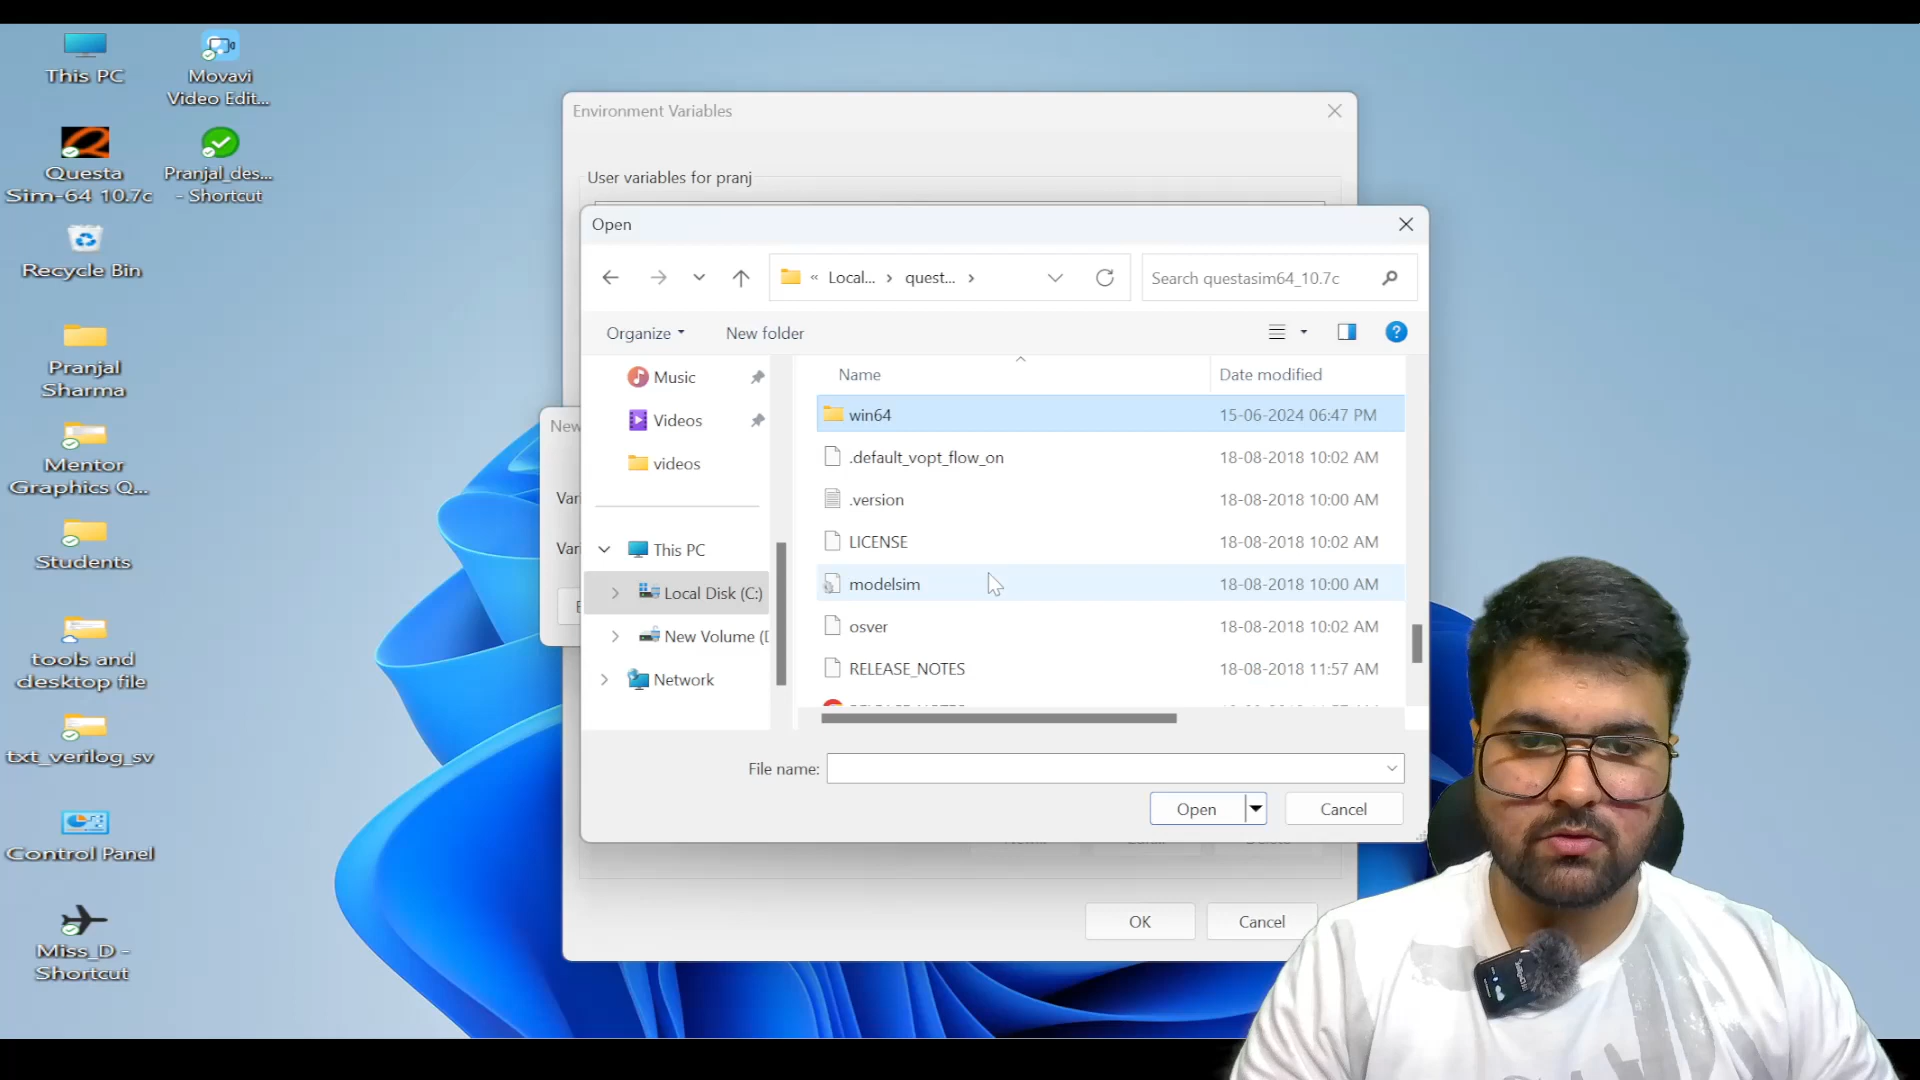 This PC
Movavi
Video Edit...
Questa
Sim-64 10.7c
Pranjal_des...
- Shortcut
Recycle Bin
Pranjal
Sharma
Mentor
Graphics Q...
Students
tools and
desktop file
txt_verilog_sv
Control Panel
Miss_D -
Shortcut
Environment Variables
User variables for pranj
New
Vari
Vari
Open
« Local... › quest... ›
Search questasim64_10.7c
Organize
New folder
Music
Videos
videos
This PC
Local Disk (C:)
New Volume (D
Network
Name
Date modified
win64
15-06-2024 06:47 PM
.default_vopt_flow_on
18-08-2018 10:02 AM
.version
18-08-2018 10:00 AM
LICENSE
18-08-2018 10:02 AM
modelsim
18-08-2018 10:00 AM
osver
18-08-2018 10:02 AM
RELEASE_NOTES
18-08-2018 11:57 AM
File name:
Open
Cancel
OK
Cancel